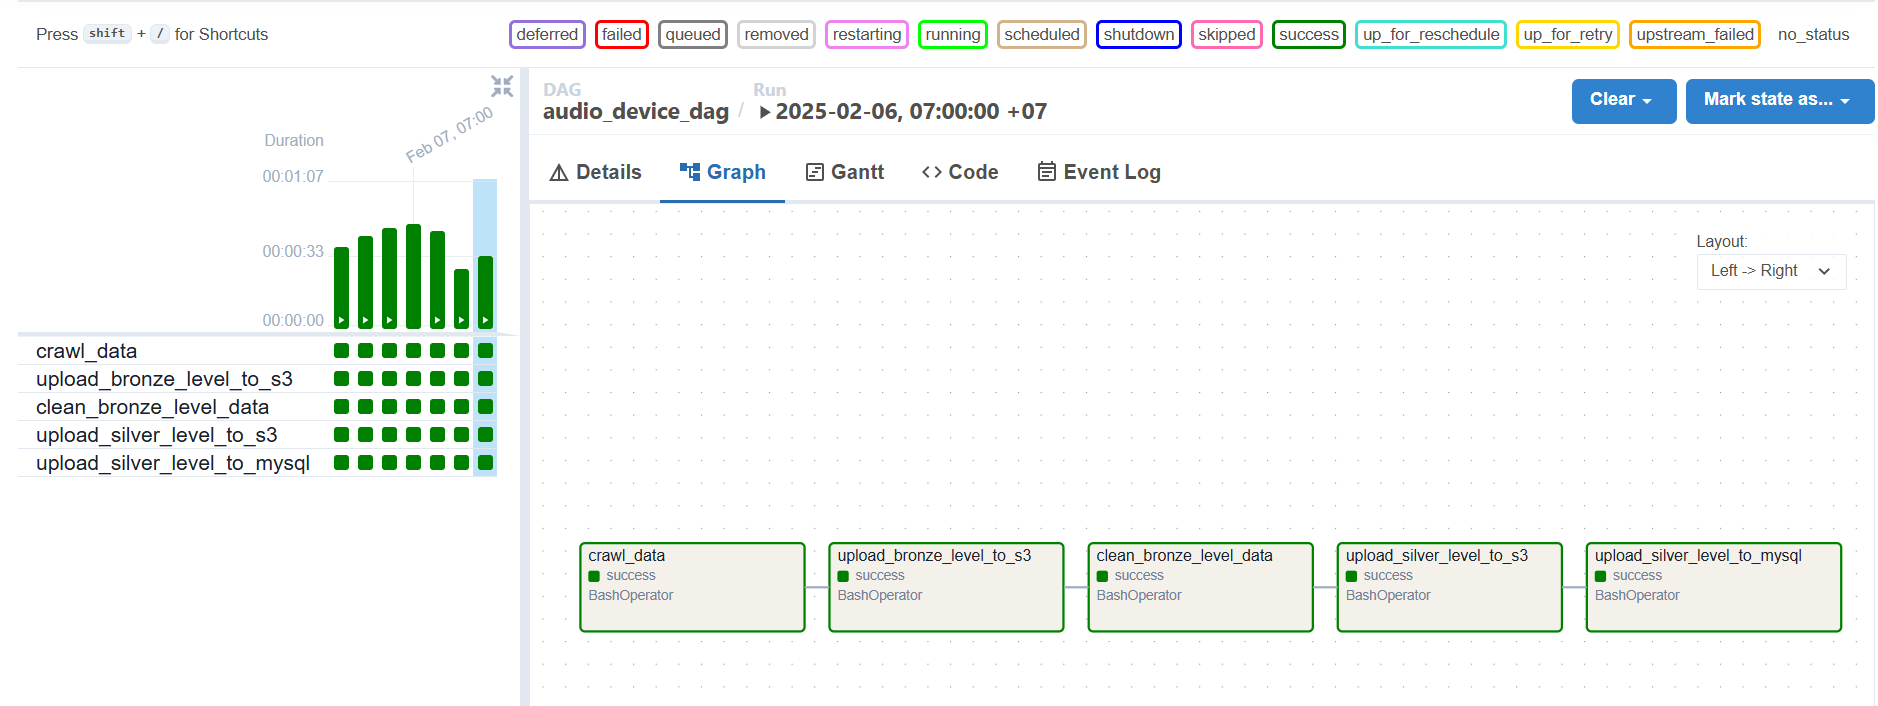 Press shift + / for Shortcuts
deferred failed queued removed restarting running scheduled shutdown skipped success up_for_reschedule up_for_retry upstream_failed no_status
Duration
Feb 07, 07:00
00:01:07
00:00:33
00:00:00
crawl_data
upload_bronze_level_to_s3
clean_bronze_level_data
upload_silver_level_to_s3
upload_silver_level_to_mysql
DAG
audio_device_dag
/
Run
2025-02-06, 07:00:00 +07
Clear
Mark state as...
Details
Graph
Gantt
Code
Event Log
Layout:
Left -> Right
crawl_data
success
BashOperator
upload_bronze_level_to_s3
success
BashOperator
clean_bronze_level_data
success
BashOperator
upload_silver_level_to_s3
success
BashOperator
upload_silver_level_to_mysql
success
BashOperator